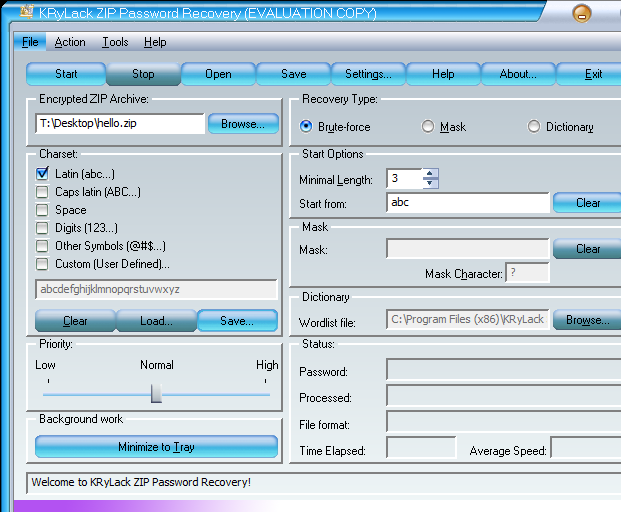 KRyLack ZIP Password Recovery (EVALUATION COPY)
File Action Tools Help
Start Stop Open Save Settings... Help About... Exit
Encrypted ZIP Archive:
T:\Desktop\hello.zip Browse...
Recovery Type:
Brute-force Mask Dictionary
Charset:
Latin (abc...)
Caps latin (ABC...)
Space
Digits (123...)
Other Symbols (@#$...)
Custom (User Defined)...
abcdefghijklmnopqrstuvwxyz
Clear Load... Save...
Start Options
Minimal Length: 3
Start from: abc Clear
Mask
Mask: Clear
Mask Character: ?
Dictionary
Wordlist file: C:\Program Files (x86)\KRyLack Browse...
Priority:
Low Normal High
Background work
Minimize to Tray
Status:
Password:
Processed:
File format:
Time Elapsed: Average Speed:
Welcome to KRyLack ZIP Password Recovery!